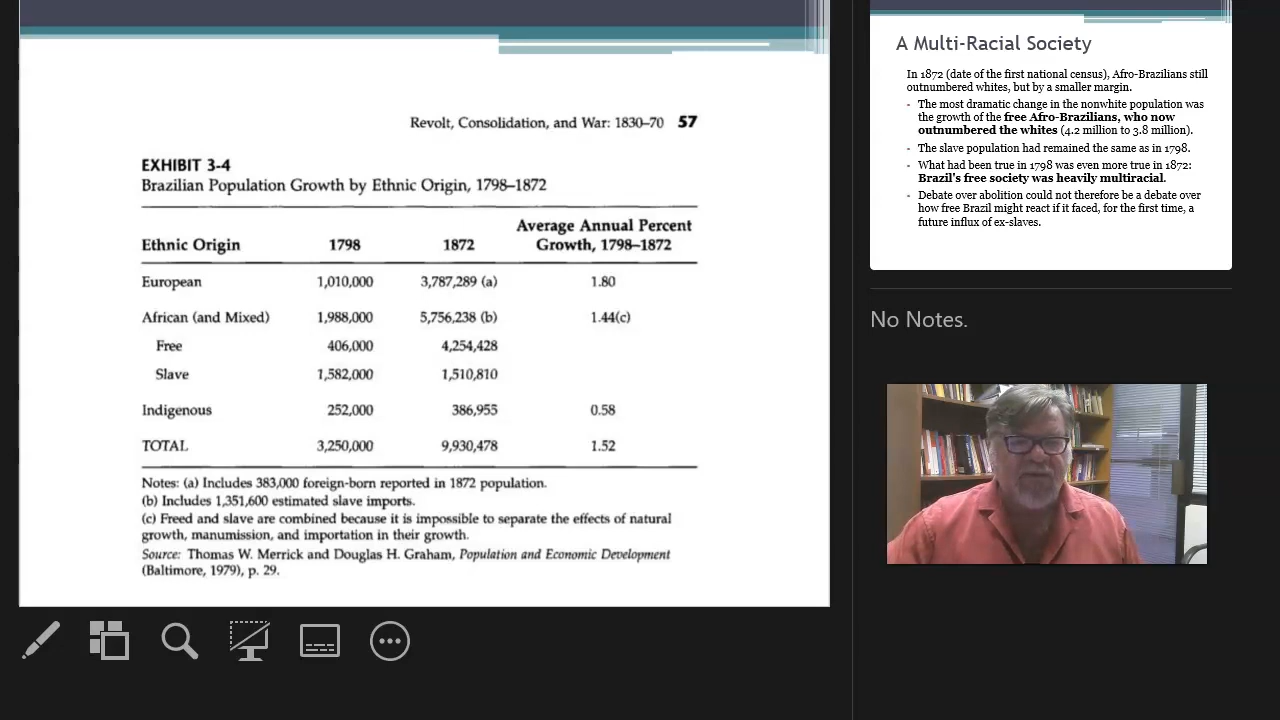 Revolt, Consolidation, and War: 1830–70 57
EXHIBIT 3-4
Brazilian Population Growth by Ethnic Origin, 1798–1872
Average Annual Percent
Ethnic Origin 1798 1872 Growth, 1798–1872
European 1,010,000 3,787,289 (a) 1.80
African (and Mixed) 1,988,000 5,756,238 (b) 1.44(c)
Free 406,000 4,254,428
Slave 1,582,000 1,510,810
Indigenous 252,000 386,955 0.58
TOTAL 3,250,000 9,930,478 1.52
Notes: (a) Includes 383,000 foreign-born reported in 1872 population.
(b) Includes 1,351,600 estimated slave imports.
(c) Freed and slave are combined because it is impossible to separate the effects of natural
growth, manumission, and importation in their growth.
Source: Thomas W. Merrick and Douglas H. Graham, Population and Economic Development
(Baltimore, 1979), p. 29.
A Multi-Racial Society
In 1872 (date of the first national census), Afro-Brazilians still
outnumbered whites, but by a smaller margin.
• The most dramatic change in the nonwhite population was
the growth of the free Afro-Brazilians, who now
outnumbered the whites (4.2 million to 3.8 million).
• The slave population had remained the same as in 1798.
• What had been true in 1798 was even more true in 1872:
Brazil's free society was heavily multiracial.
• Debate over abolition could not therefore be a debate over
how free Brazil might react if it faced, for the first time, a
future influx of ex-slaves.
No Notes.